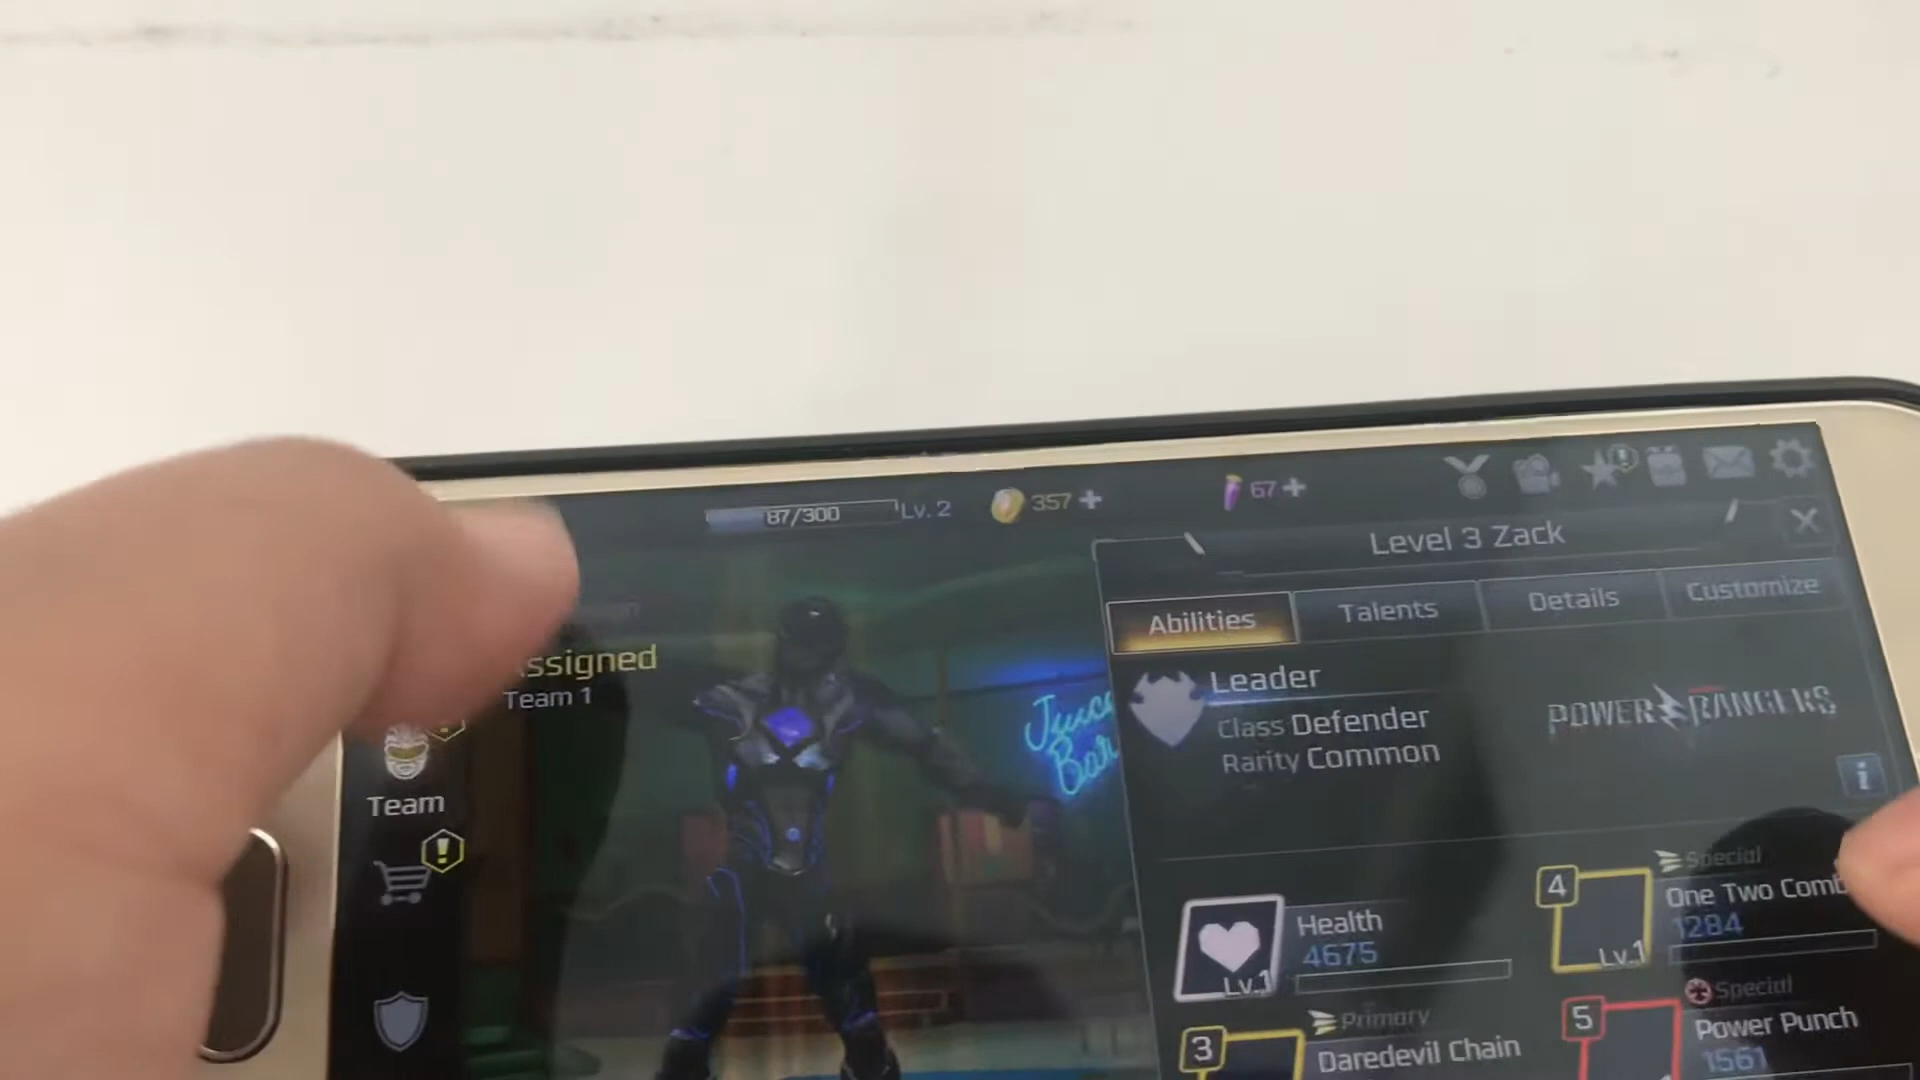 87/300 Lv. 2 357 67
Level 3 Zack
Abilities Talents Details Customize
ssigned
Team 1
Leader
Class Defender
Rarity Common
POWER RANGERS
Juice
Bar
Team
Health
4675
Lv.1
4
Special
One Two Comb
1284
Lv.1
3
Primary
Daredevil Chain
5
Special
Power Punch
1561